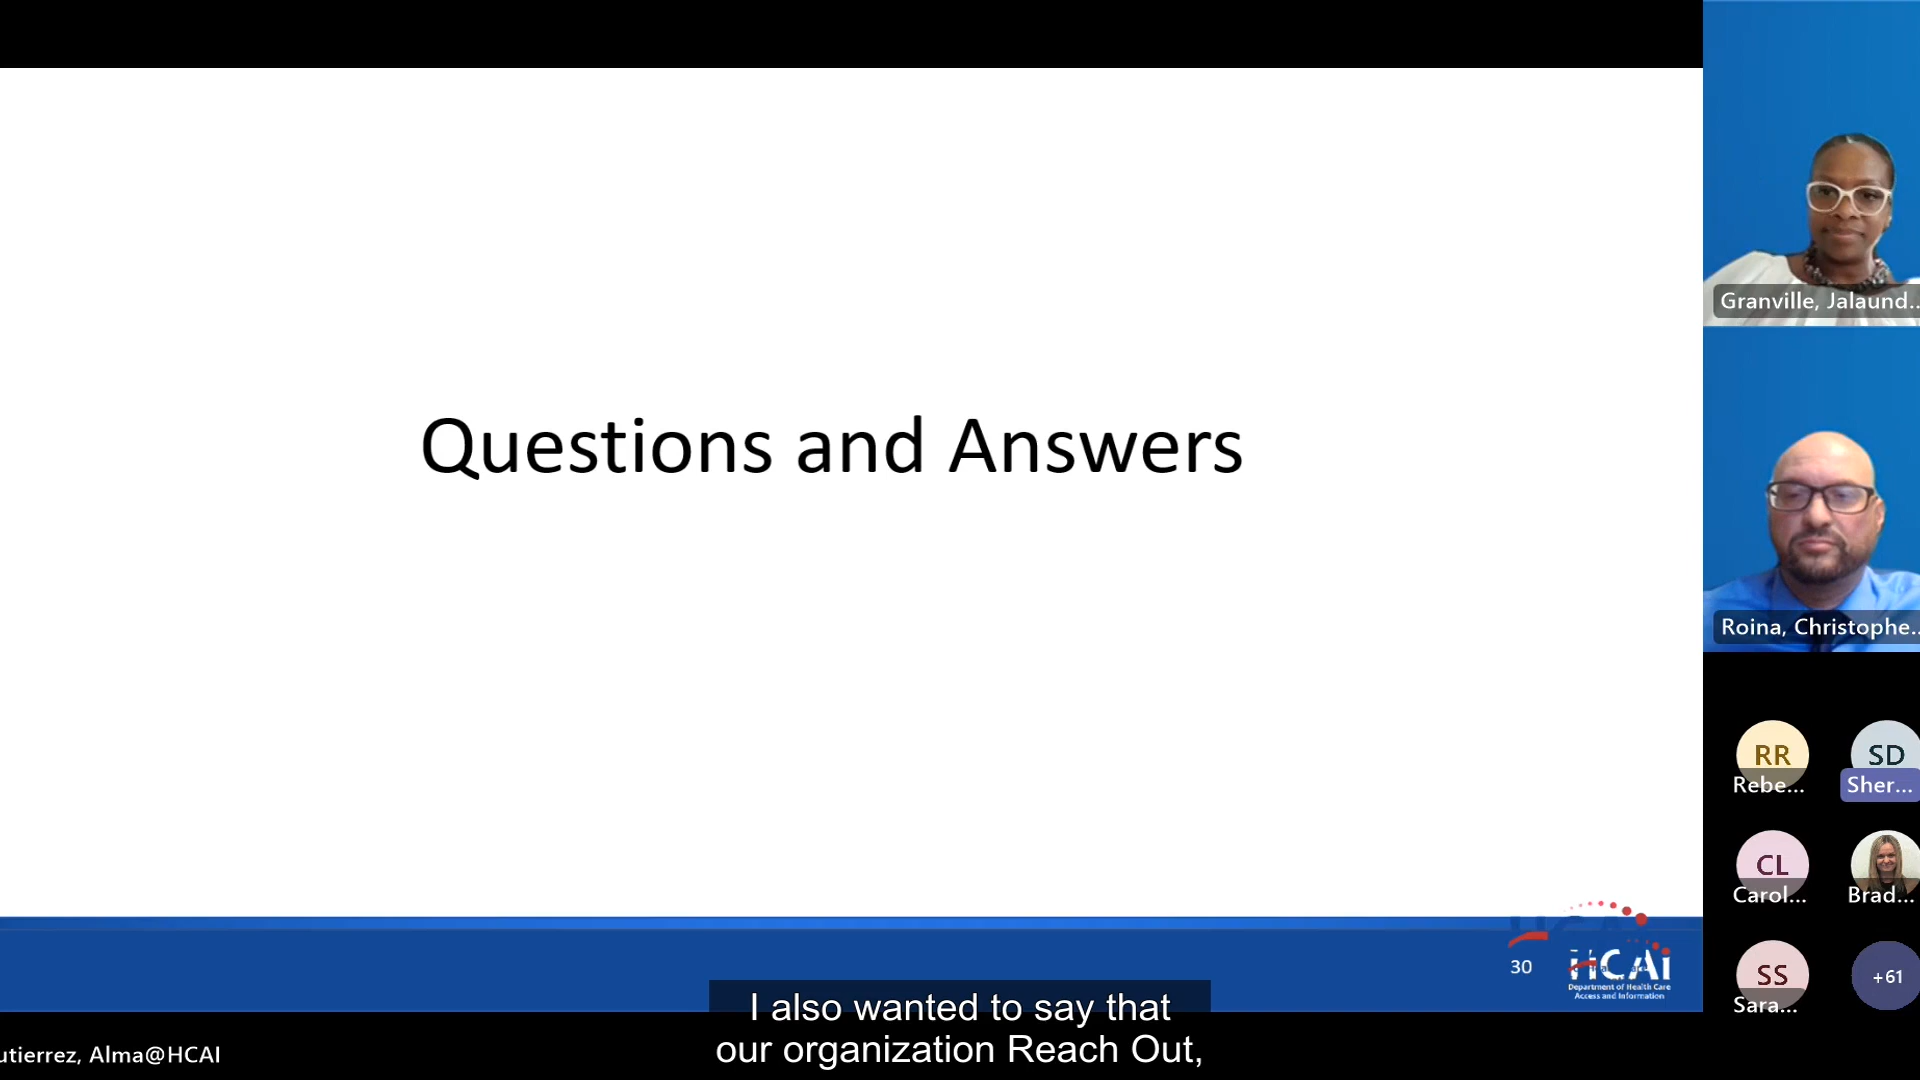 Questions and Answers
Granville, Jalaund...
Roina, Christophe...
RR
Rebe...
SD
Sher...
CL
Carol...
Brad...
SS
Sara...
+61
30
HCAI
Department of Health Care
Access and Information
I also wanted to say that
our organization Reach Out,
utierrez, Alma@HCAI